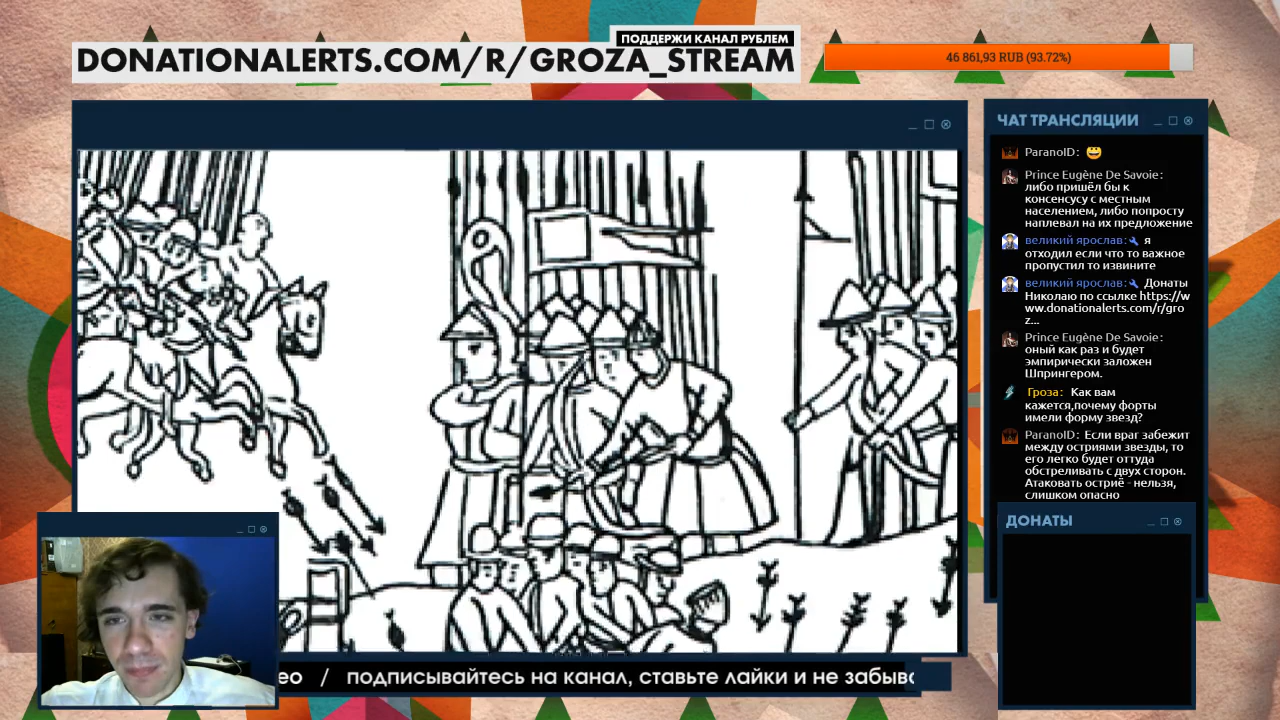 ПОДДЕРЖИ КАНАЛ РУБЛЕМ
DONATIONALERTS.COM/R/GROZA_STREAM
46 861,93 RUB (93.72%)
ЧАТ ТРАНСЛЯЦИИ
ParanoID:
Prince Eugène De Savoie:
либо пришёл бы к
консенсусу с местным
населением, либо попросту
наплевал на их предложение
великий ярослав: я
отходил если что то важное
пропустил то извините
великий ярослав: Донаты
Николаю по ссылке https://w
ww.donationalerts.com/r/gro
z...
Prince Eugène De Savoie:
оный как раз и будет
эмпирически заложен
Шпрингером.
Гроза: Как вам
кажется,почему форты
имели форму звезд?
ParanoID: Если враг забежит
между остриями звезды, то
его легко будет оттуда
обстреливать с двух сторон.
Атаковать остриё - нельзя,
слишком опасно
ДОНАТЫ
ео / подписывайтесь на канал, ставьте лайки и не забыв